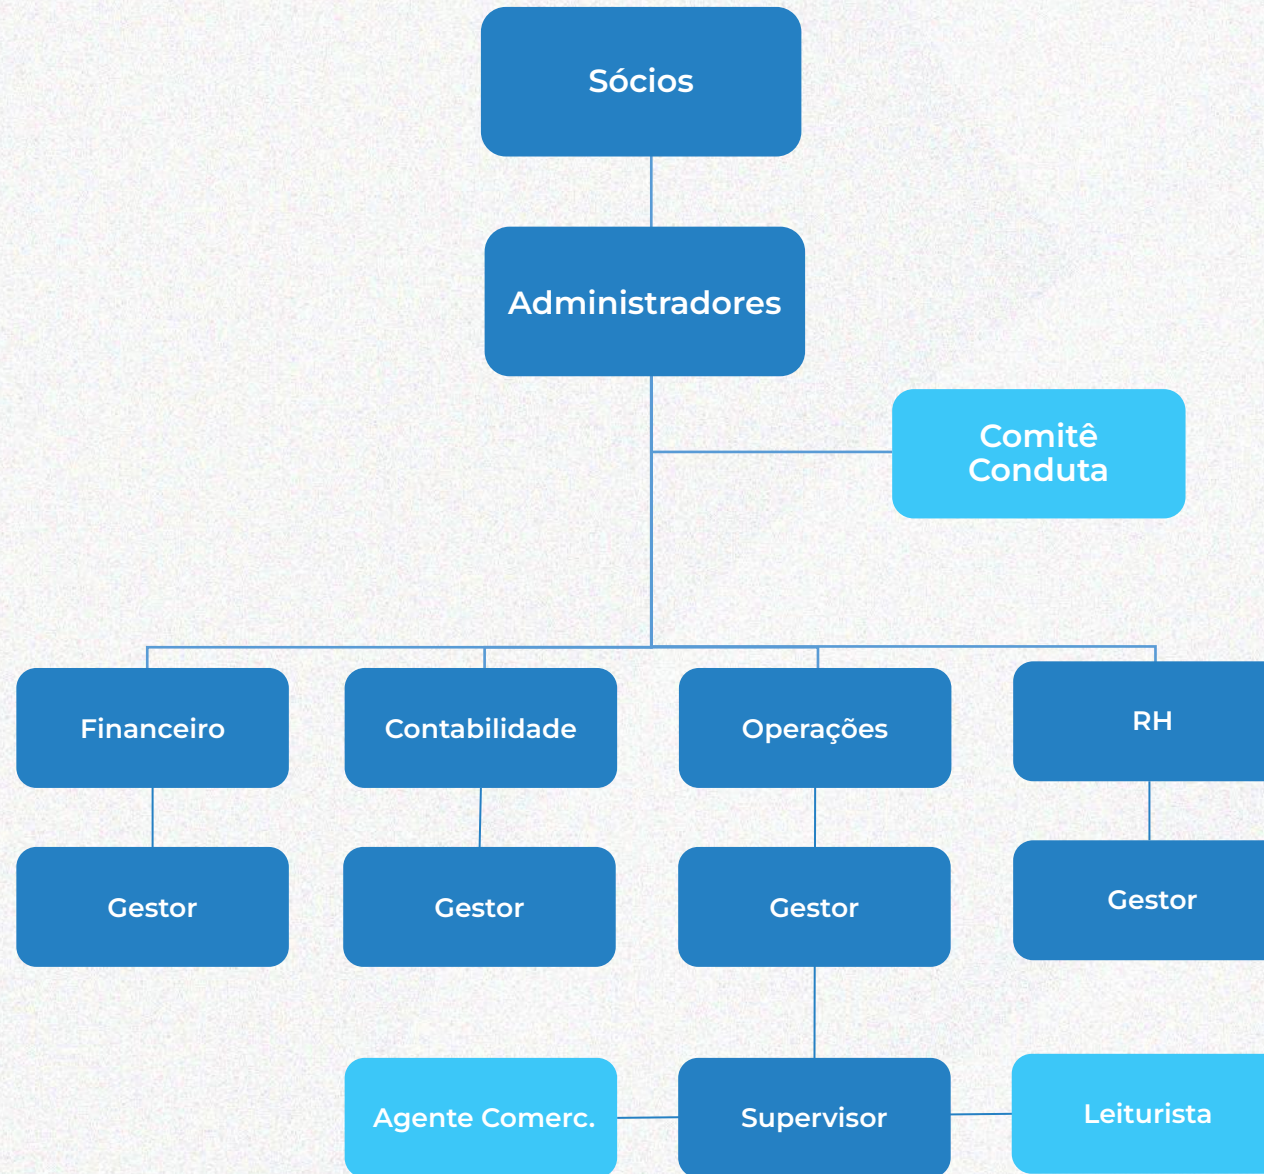 Sócios
Administradores
Comitê
Conduta
Financeiro
Contabilidade
Operações
RH
Gestor
Gestor
Gestor
Gestor
Agente Comerc.
Supervisor
Leiturista